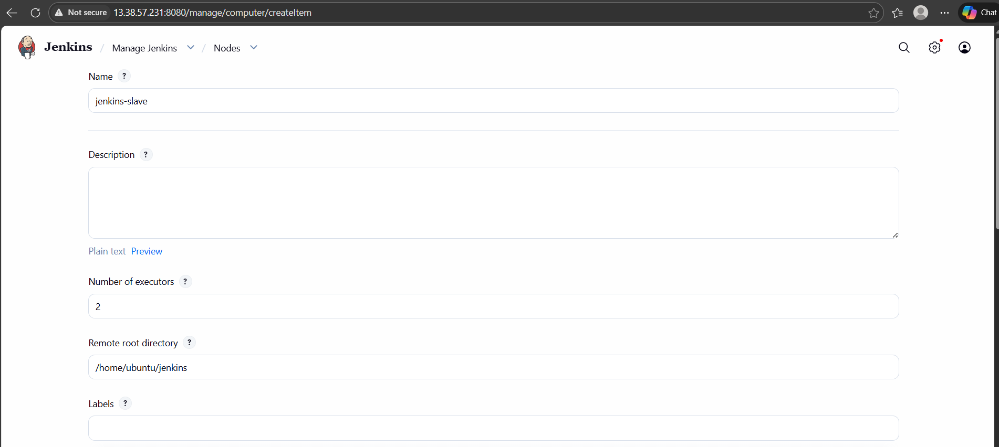 Not secure 13.38.57.231:8080/manage/computer/createItem
Chat
Jenkins / Manage Jenkins / Nodes
Name ?
jenkins-slave
Description ?
Plain text Preview
Number of executors ?
2
Remote root directory ?
/home/ubuntu/jenkins
Labels ?